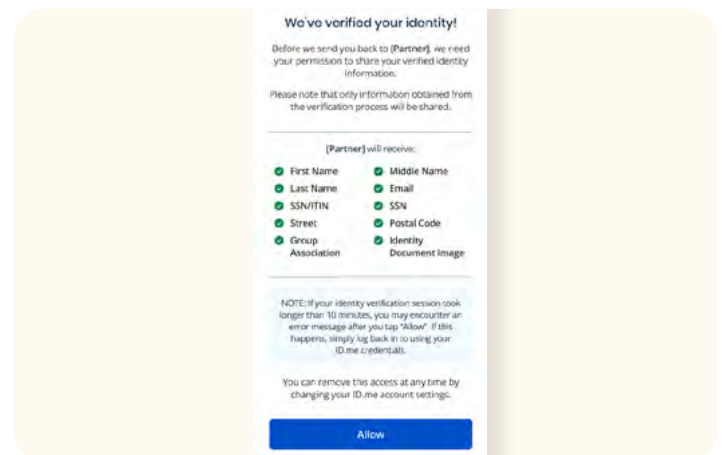 We've verified your identity!
Before we send you back to [Partner], we need
your permission to share your verified identity
information.
Please note that only information obtained from
the verification process will be shared.
[Partner] will receive:
First Name
Middle Name
Last Name
Email
SSN/ITIN
SSN
Street
Postal Code
Group
Association
Identity
Document Image
NOTE: If your identity verification session took
longer than 10 minutes, you may encounter an
error message after you tap "Allow". If this
happens, simply log back in to using your
ID.me credentials.
You can remove this access at any time by
changing your ID.me account settings.
Allow